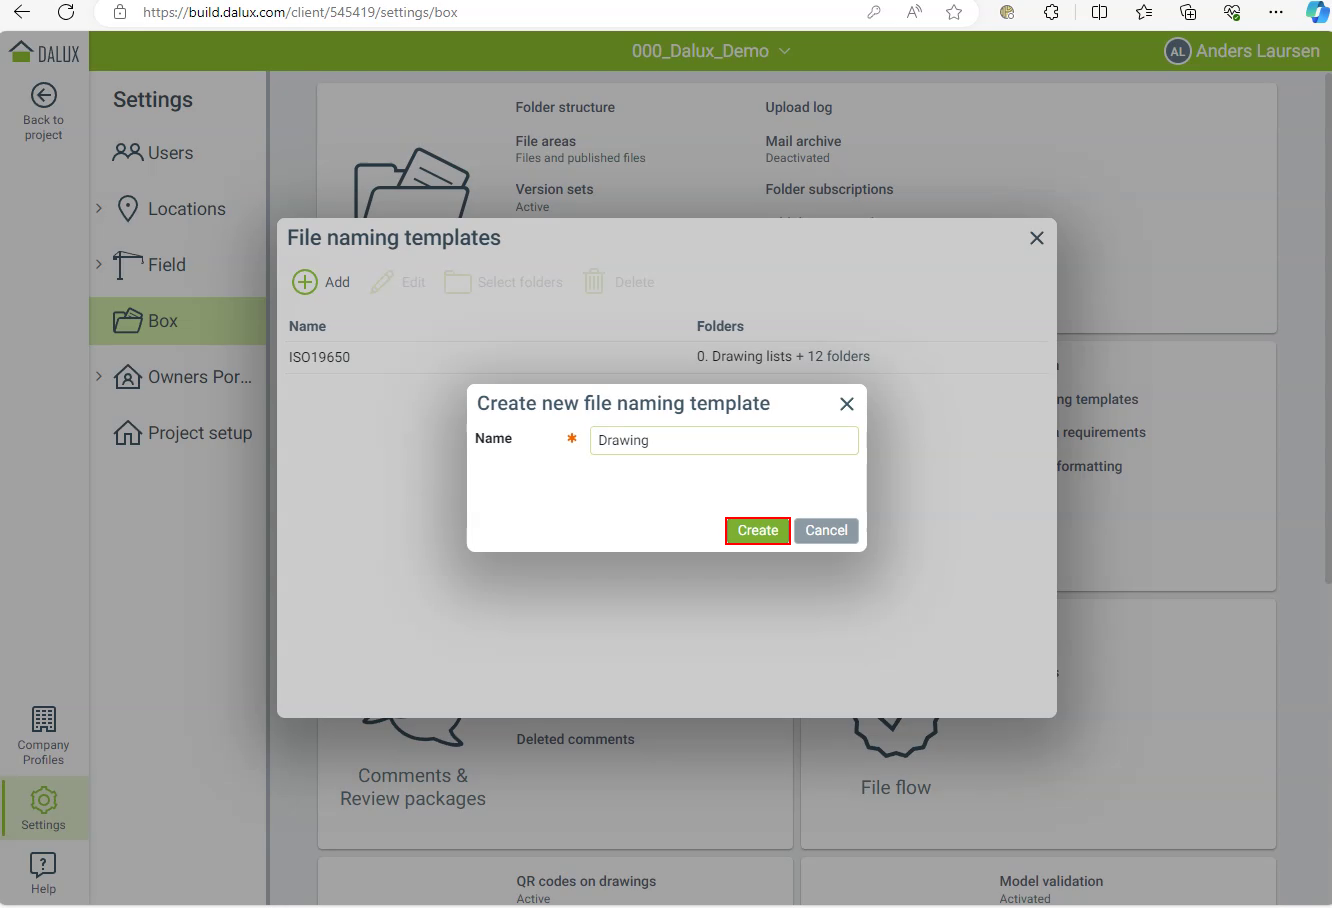 https://build.dalux.com/client/545419/settings/box
DALUX
000_Dalux_Demo
AL Anders Laursen
Back to
project
Settings
Users
Locations
Field
Box
Owners Por...
Project setup
Company
Profiles
Settings
Help
Folder structure
Upload log
File areas
Files and published files
Mail archive
Deactivated
Version sets
Active
Folder subscriptions
File naming templates
Add
Edit
Select folders
Delete
Name
Folders
ISO19650
0. Drawing lists + 12 folders
Create new file naming template
Name *
Drawing
Create
Cancel
ng templates
requirements
formatting
Deleted comments
Comments &
Review packages
File flow
QR codes on drawings
Active
Model validation
Activated